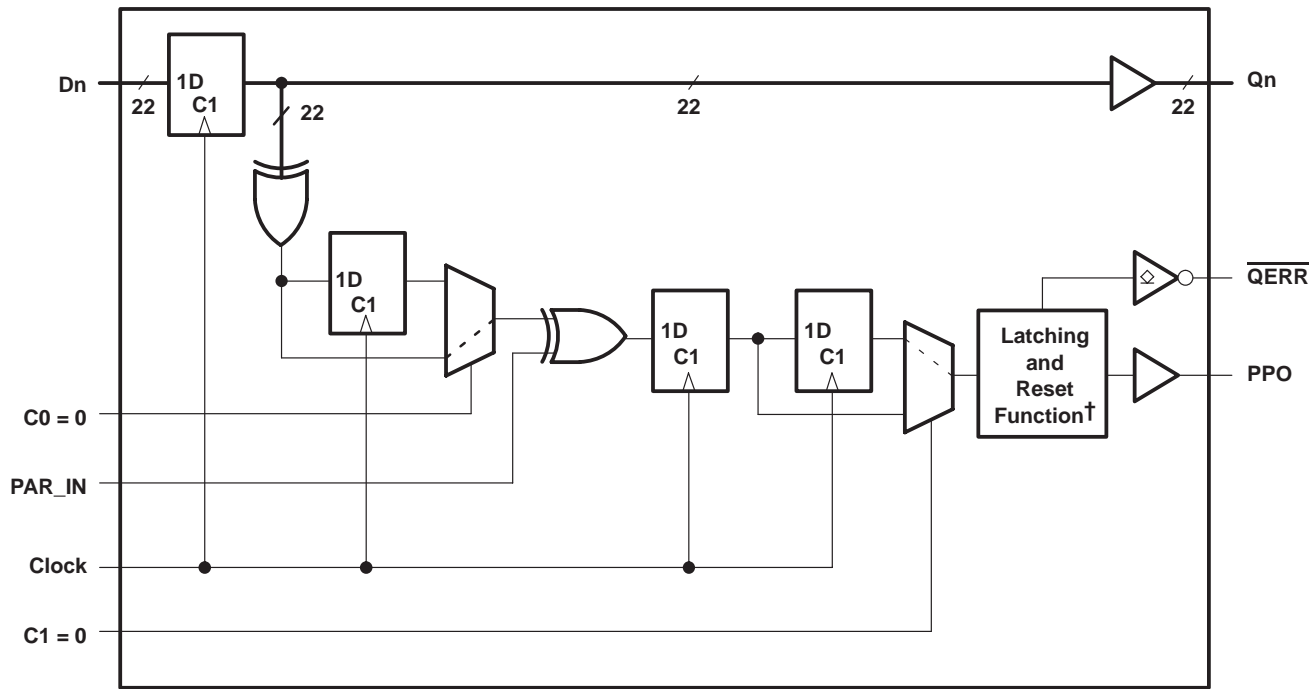 Dn
22
1D
C1
22
22
22
Qn
1D
C1
1D
C1
1D
C1
Latching
and
Reset
Function†
QERR
PPO
C0 = 0
PAR_IN
Clock
C1 = 0